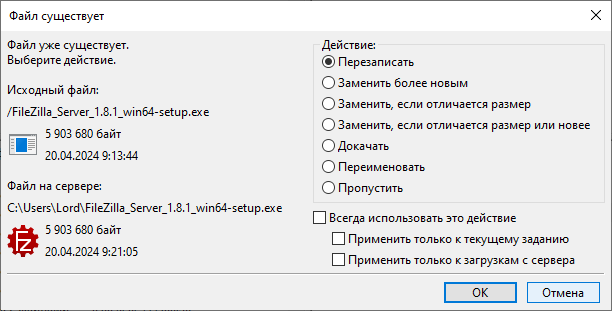 Файл существует
Файл уже существует.
Выберите действие.
Исходный файл:
/FileZilla_Server_1.8.1_win64-setup.exe
5 903 680 байт
20.04.2024 9:13:44
Файл на сервере:
C:\Users\Lord\FileZilla_Server_1.8.1_win64-setup.exe
5 903 680 байт
20.04.2024 9:21:05
Действие:
Перезаписать
Заменить более новым
Заменить, если отличается размер
Заменить, если отличается размер или новее
Докачать
Переименовать
Пропустить
Всегда использовать это действие
Применить только к текущему заданию
Применить только к загрузкам с сервера
OK
Отмена